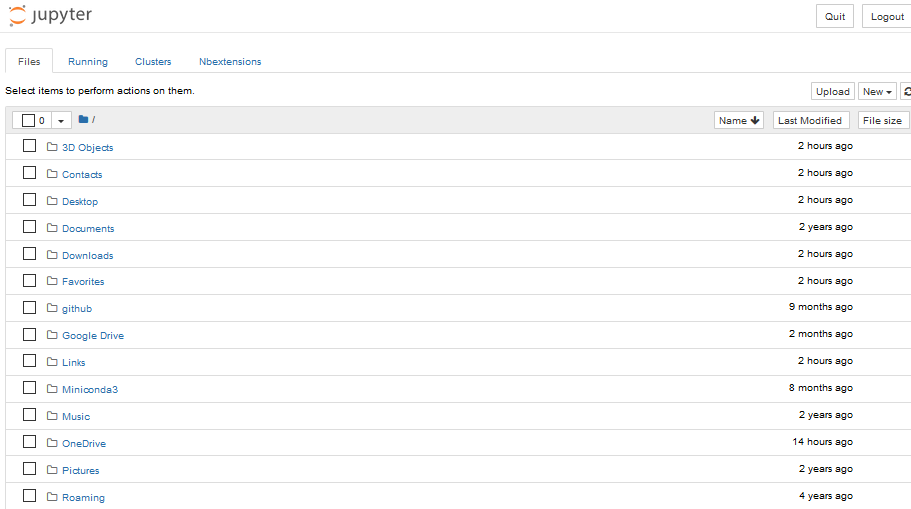 jupyter Quit Logout
Files Running Clusters Nbextensions
Select items to perform actions on them. Upload New
0 / Name Last Modified File size
3D Objects 2 hours ago
Contacts 2 hours ago
Desktop 2 hours ago
Documents 2 years ago
Downloads 2 hours ago
Favorites 2 hours ago
github 9 months ago
Google Drive 2 months ago
Links 2 hours ago
Miniconda3 8 months ago
Music 2 years ago
OneDrive 14 hours ago
Pictures 2 years ago
Roaming 4 years ago